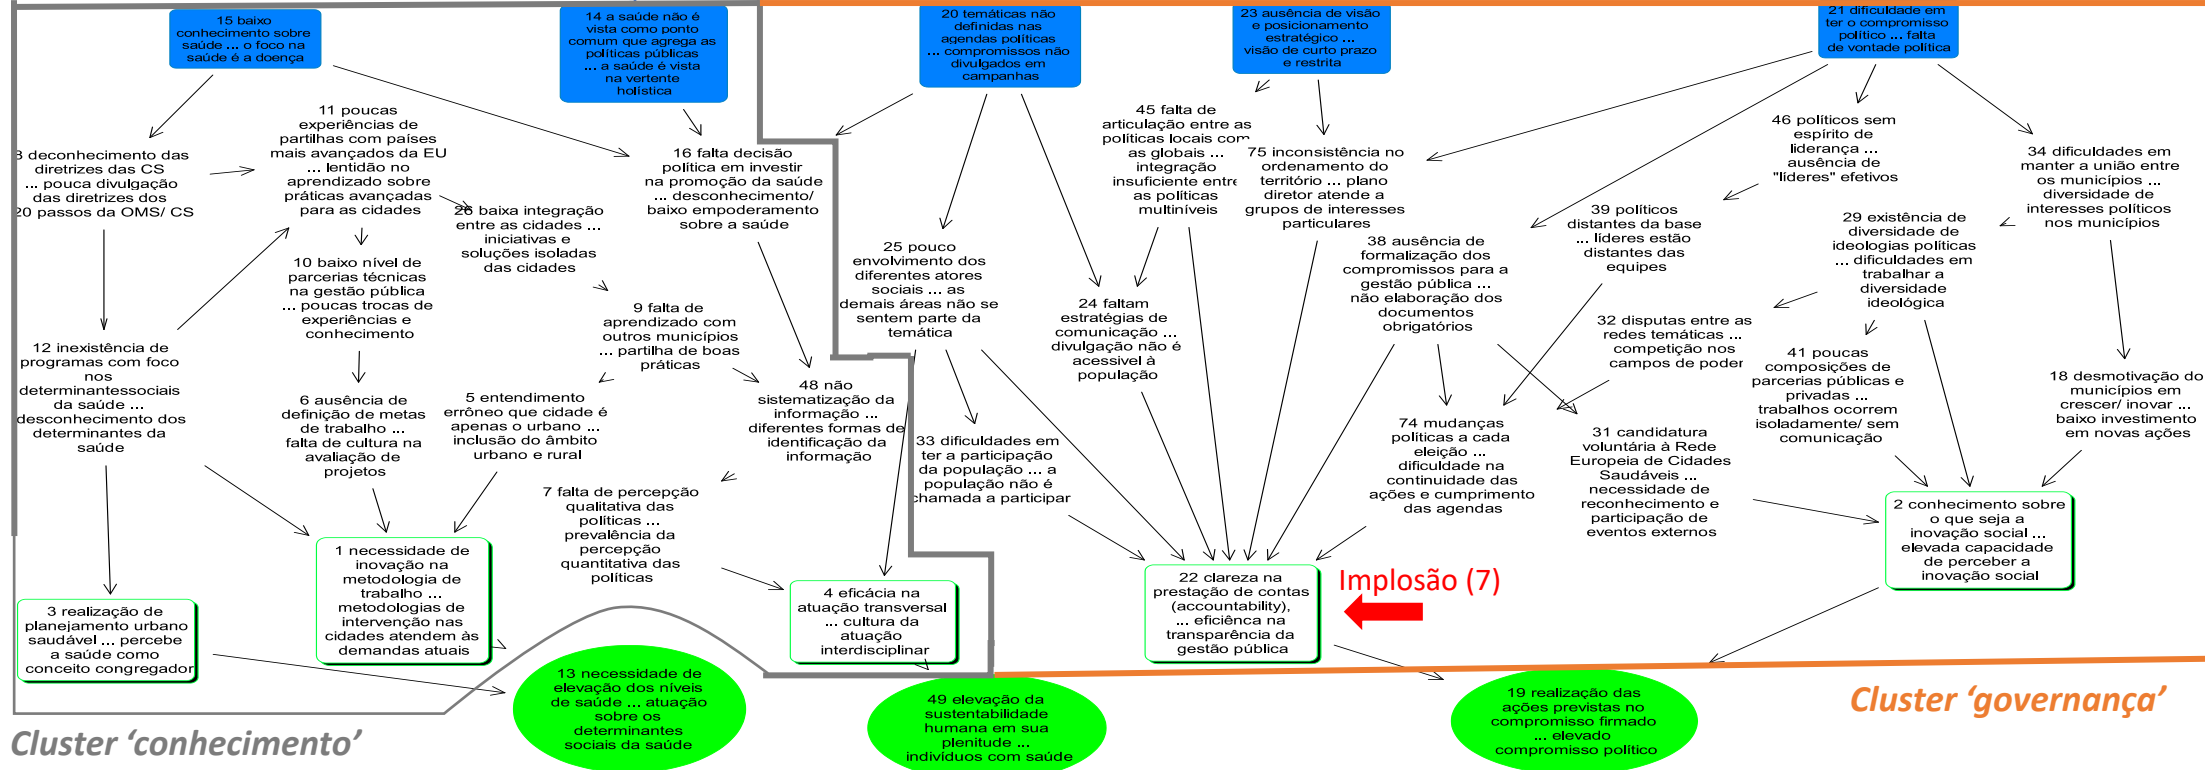 15 baixo
conhecimento sobre
saúde ... o foco na
saúde é a doença
14 a saúde não é
vista como ponto
comum que agrega as
políticas públicas
... a saúde é vista
na vertente
holística
20 temáticas não
definidas nas
agendas políticas
... compromissos não
divulgados em
campanhas
23 ausência de visão
e posicionamento
estratégico ...
visão de curto prazo
e restrita
21 dificuldade em
ter o compromisso
político ... falta
de vontade política
11 poucas
experiências de
partilhas com países
mais avançados da EU
... lentidão no
aprendizado sobre
práticas avançadas
para as cidades
deconhecimento das
diretrizes das CS
... pouca divulgação
das diretrizes dos
20 passos da OMS/ CS
16 falta decisão
política em investir
na promoção da saúde
... desconhecimento/
baixo empoderamento
sobre a saúde
45 falta de
articulação entre as
políticas locais com
as globais ...
integração
insuficiente entre
as políticas
multiníveis
75 inconsistência no
ordenamento do
território ... plano
diretor atende a
grupos de interesses
particulares
46 políticos sem
espírito de
liderança ...
ausência de
"líderes" efetivos
34 dificuldades em
manter a união entre
os municípios ...
diversidade de
interesses políticos
nos municípios
26 baixa integração
entre as cidades ...
iniciativas e
soluções isoladas
das cidades
39 políticos
distantes da base
... líderes estão
distantes das
equipes
29 existência de
diversidade de
ideologias políticas
... dificuldades em
trabalhar a
diversidade
ideológica
10 baixo nível de
parcerias técnicas
na gestão pública
... poucas trocas de
experiências e
conhecimento
25 pouco
envolvimento dos
diferentes atores
sociais ... as
demais áreas não se
sentem parte da
temática
38 ausência de
formalização dos
compromissos para a
gestão pública ...
não elaboração dos
documentos
obrigatórios
9 falta de
aprendizado com
outros municípios
... partilha de boas
práticas
24 faltam
estratégias de
comunicação ...
divulgação não é
acessivel à
população
32 disputas entre as
redes temáticas ...
competição nos
campos de poder
12 inexistência de
programas com foco
nos
determinantessociais
da saúde ...
desconhecimento dos
determinantes da
saúde
41 poucas
composições de
parcerias públicas e
privadas ...
trabalhos ocorrem
isoladamente/ sem
comunicação
18 desmotivação do
municípios em
crescer/ inovar ...
baixo investimento
em novas ações
6 ausência de
definição de metas
de trabalho ...
falta de cultura na
avaliação de
projetos
5 entendimento
errôneo que cidade é
apenas o urbano ...
inclusão do âmbito
urbano e rural
48 não
sistematização da
informação ...
diferentes formas de
identificação da
informação
33 dificuldades em
ter a participação
da população ... a
população não é
chamada a participar
74 mudanças
políticas a cada
eleição ...
dificuldade na
continuidade das
ações e cumprimento
das agendas
31 candidatura
voluntária à Rede
Europeia de Cidades
Saudáveis ...
necessidade de
reconhecimento e
participação de
eventos externos
7 falta de percepção
qualitativa das
políticas ...
prevalência da
percepção
quantitativa das
políticas
2 conhecimento sobre
o que seja a
inovação social ...
elevada capacidade
de perceber a
inovação social
1 necessidade de
inovação na
metodologia de
trabalho ...
metodologias de
intervenção nas
cidades atendem às
demandas atuais
3 realização de
planejamento urbano
saudável ... percebe
a saúde como
conceito congregador
4 eficácia na
atuação transversal
... cultura da
atuação
interdisciplinar
22 clareza na
prestação de contas
(accountability),
... eficiênca na
transparência da
gestão pública
Implosão (7)
13 necessidade de
elevação dos níveis
de saúde ... atuação
sobre os
determinantes
sociais da saúde
49 elevação da
sustentabilidade
humana em sua
plenitude ...
indivíduos com saúde
19 realização das
ações previstas no
compromisso firmado
... elevado
compromisso político
Cluster ‘governança’
Cluster ‘conhecimento’